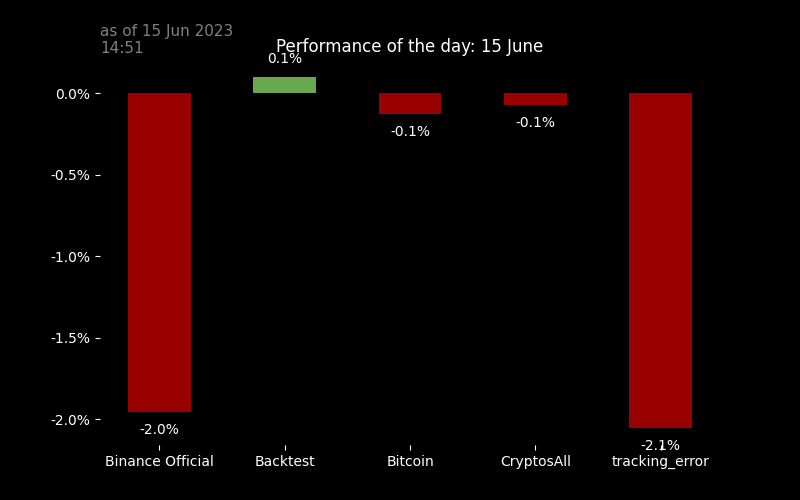 as of 15 Jun 2023
14:51
Performance of the day: 15 June
0.1%
0.0%
-0.1%
-0.1%
-0.5%
-1.0%
-1.5%
-2.0%
-2.0%
-2.1%
Binance Official
Backtest
Bitcoin
CryptosAll
tracking_error